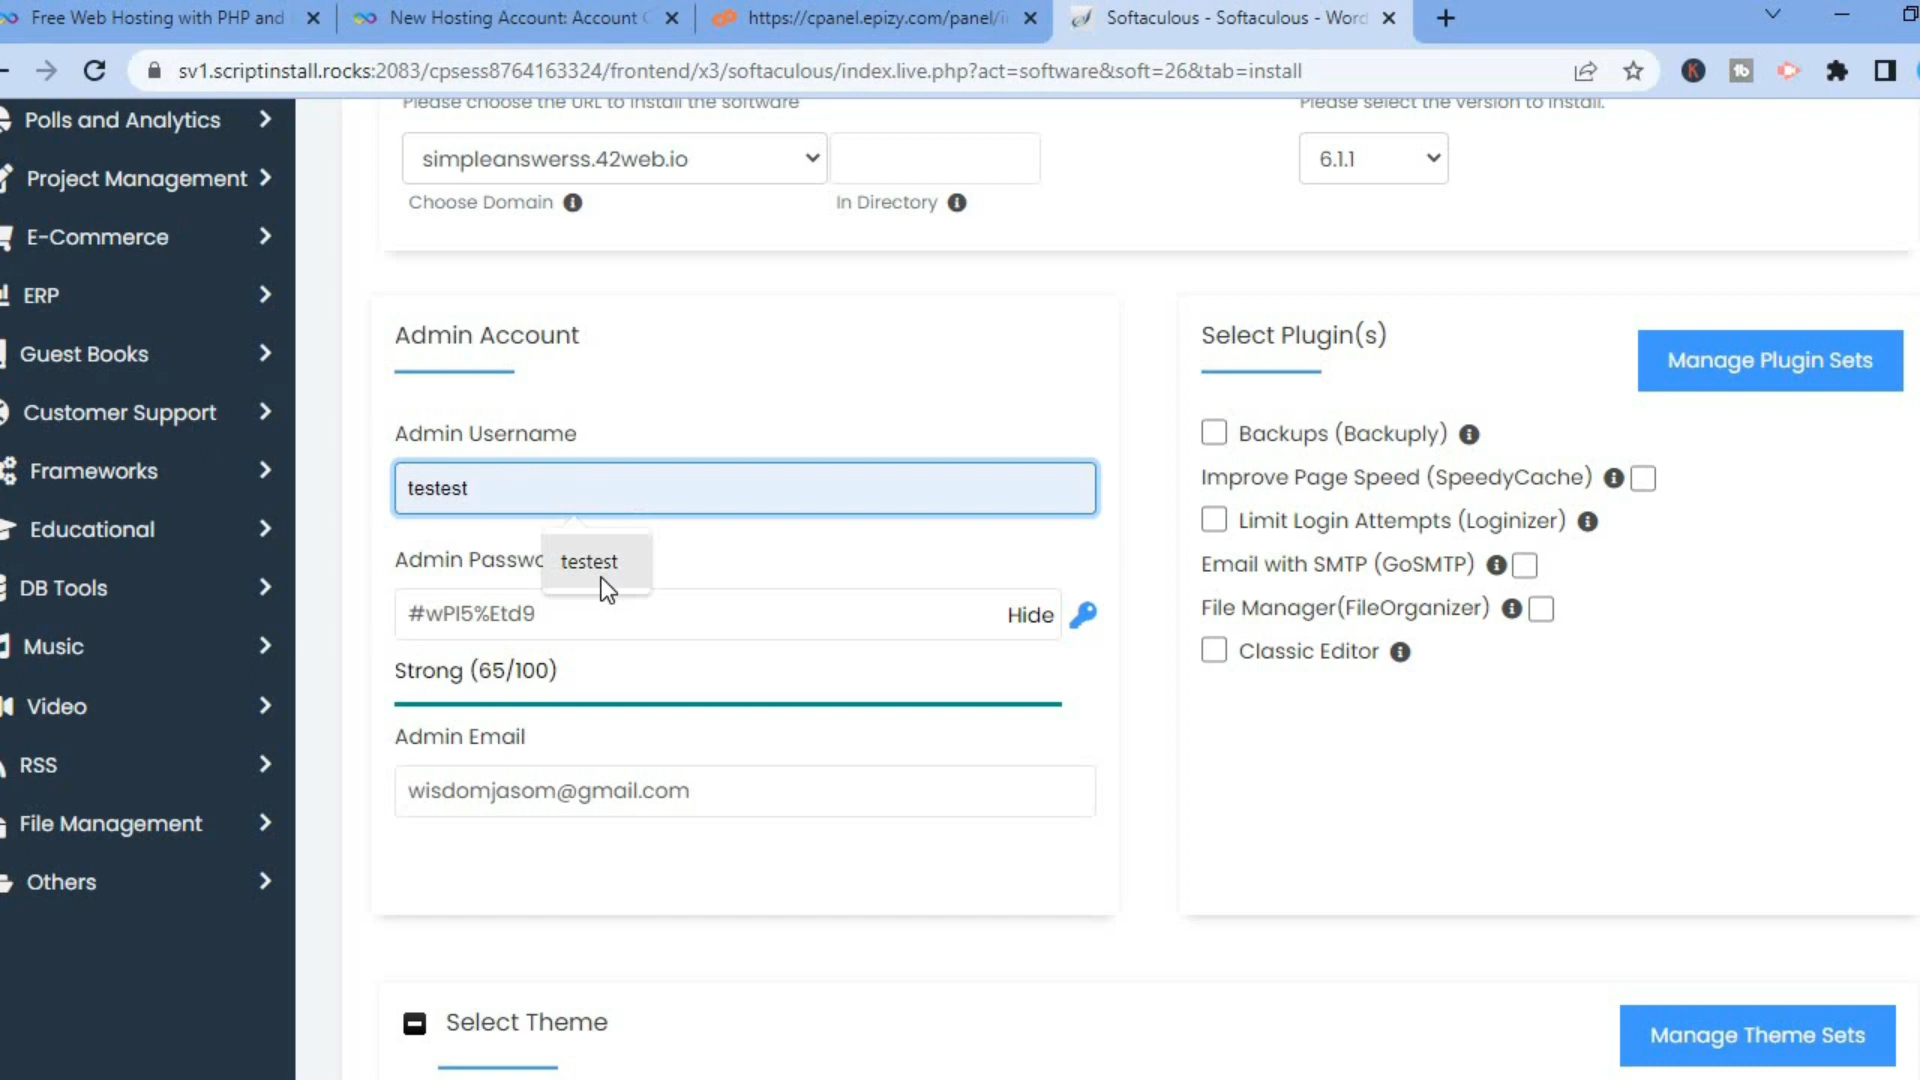 Free Web Hosting with PHP and
New Hosting Account: Account
https://cpanel.epizy.com/panel/i
Softaculous - Softaculous - Word
sv1.scriptinstall.rocks:2083/cpsess8764163324/frontend/x3/softaculous/index.live.php?act=software&soft=26&tab=install
Polls and Analytics
Project Management
E-Commerce
ERP
Guest Books
Customer Support
Frameworks
Educational
DB Tools
Music
Video
RSS
File Management
Others
Please choose the URL to install the software
Please select the version to install.
simpleanswerss.42web.io
6.1.1
Choose Domain
In Directory
Admin Account
Admin Username
testest
testest
Admin Passwo
#wPI5%Etd9
Hide
Strong (65/100)
Admin Email
wisdomjasom@gmail.com
Select Plugin(s)
Manage Plugin Sets
Backups (Backuply)
Improve Page Speed (SpeedyCache)
Limit Login Attempts (Loginizer)
Email with SMTP (GoSMTP)
File Manager(FileOrganizer)
Classic Editor
Select Theme
Manage Theme Sets